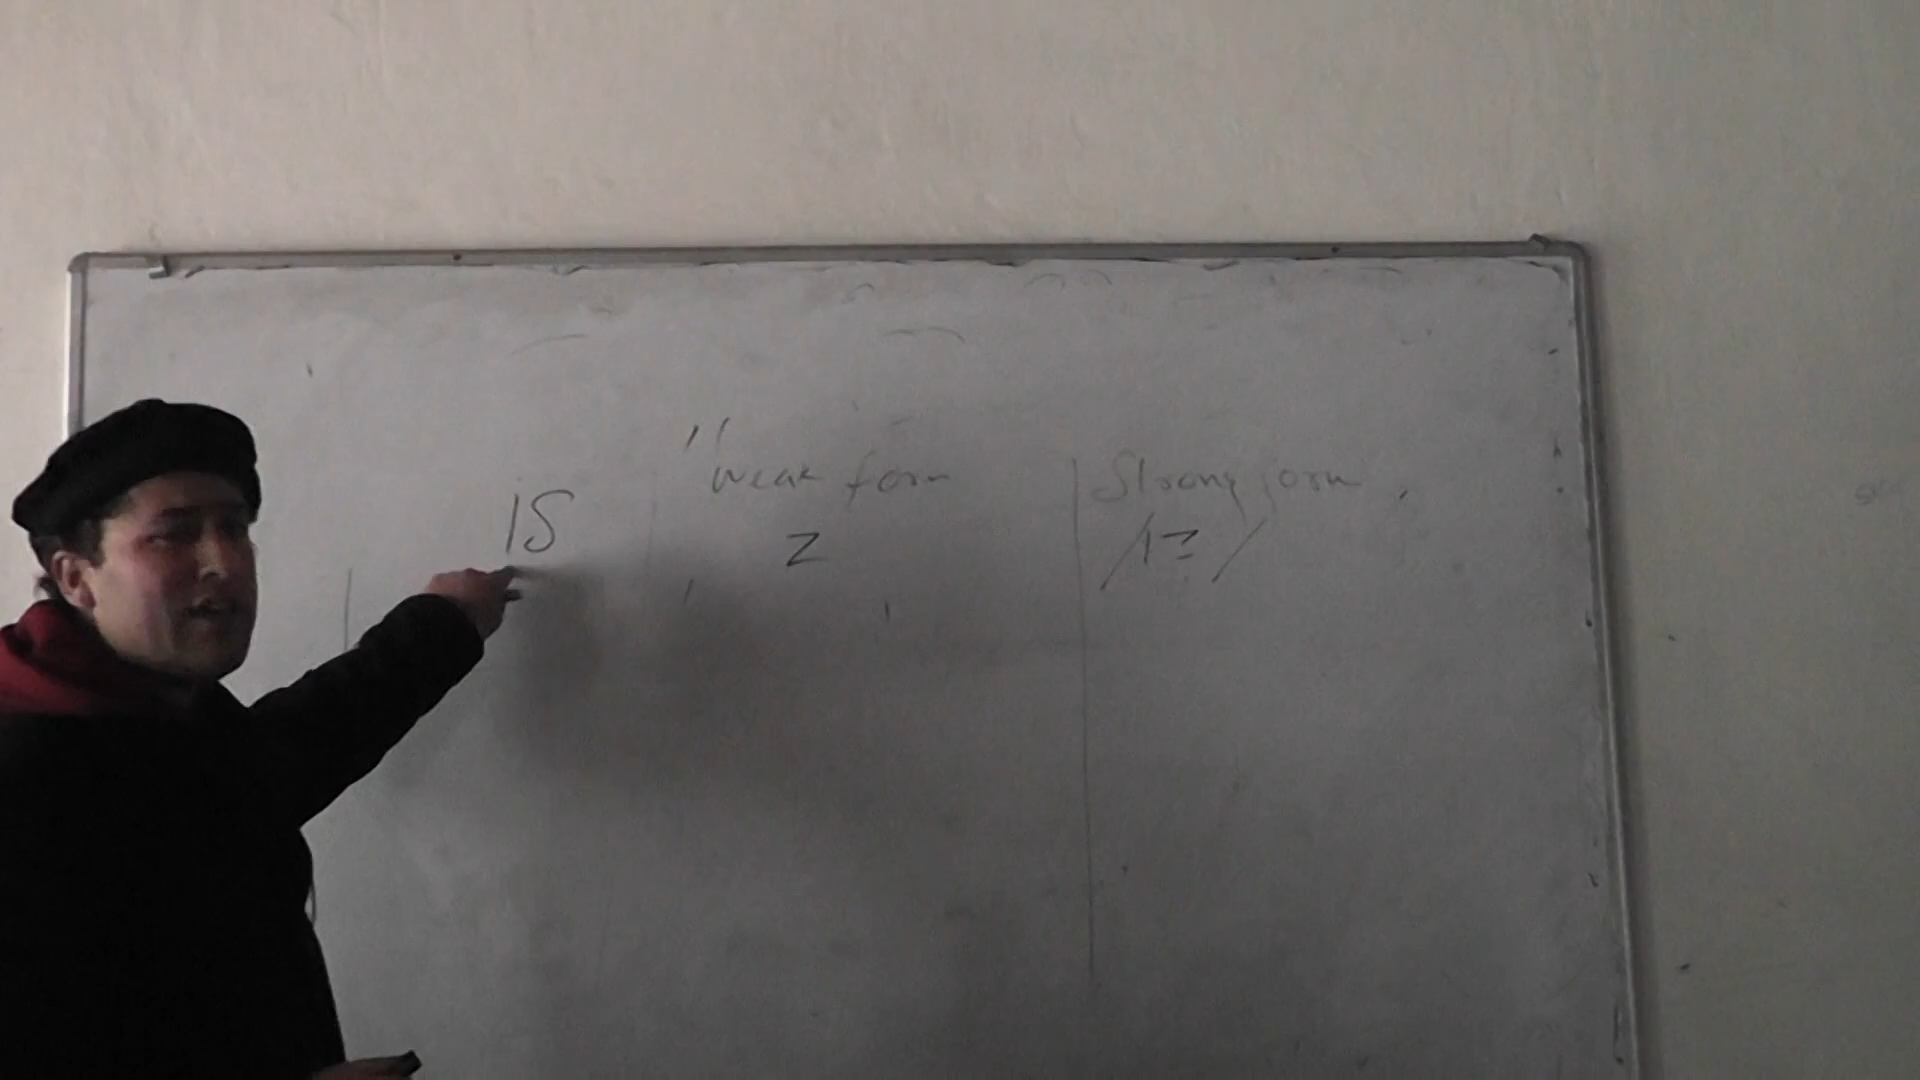 weak form Strong form
is z /ɪz/